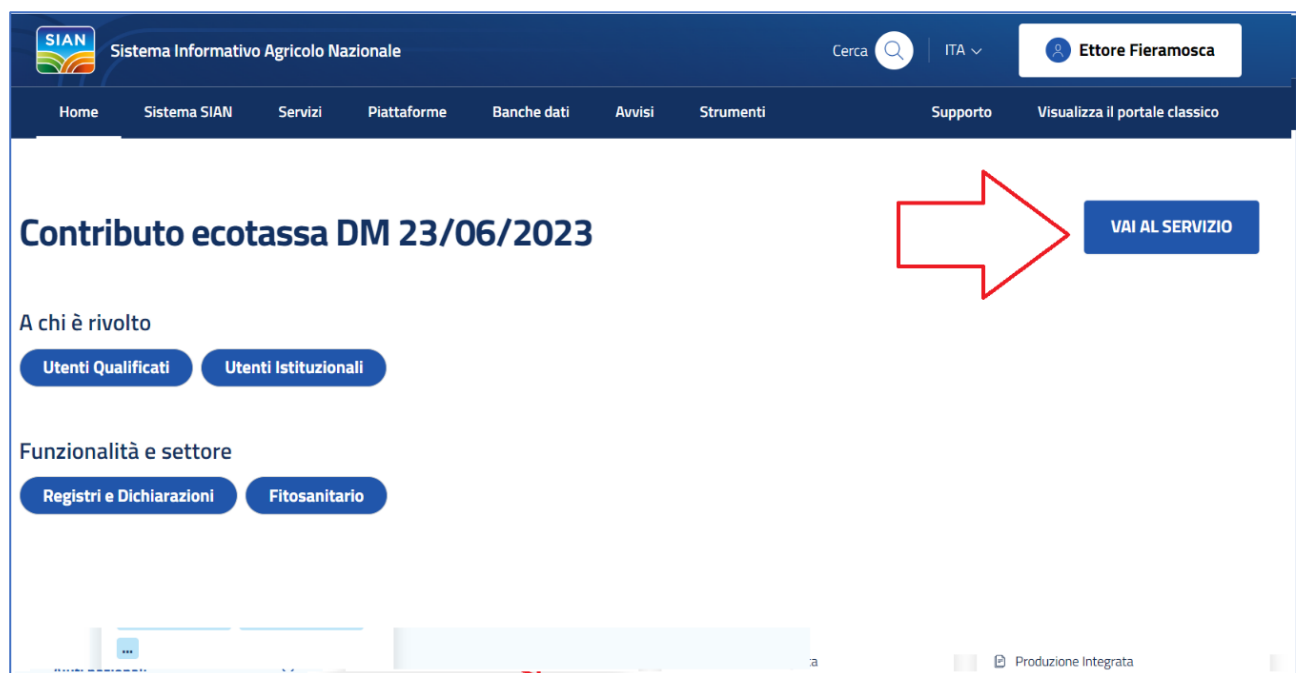 SIAN
Sistema Informativo Agricolo Nazionale
Cerca
ITA
Ettore Fieramosca
Home Sistema SIAN Servizi Piattaforme Banche dati Avvisi Strumenti Supporto Visualizza il portale classico
Contributo ecotassa DM 23/06/2023
VAI AL SERVIZIO
A chi è rivolto
Utenti Qualificati Utenti Istituzionali
Funzionalità e settore
Registri e Dichiarazioni Fitosanitario
...
Produzione Integrata